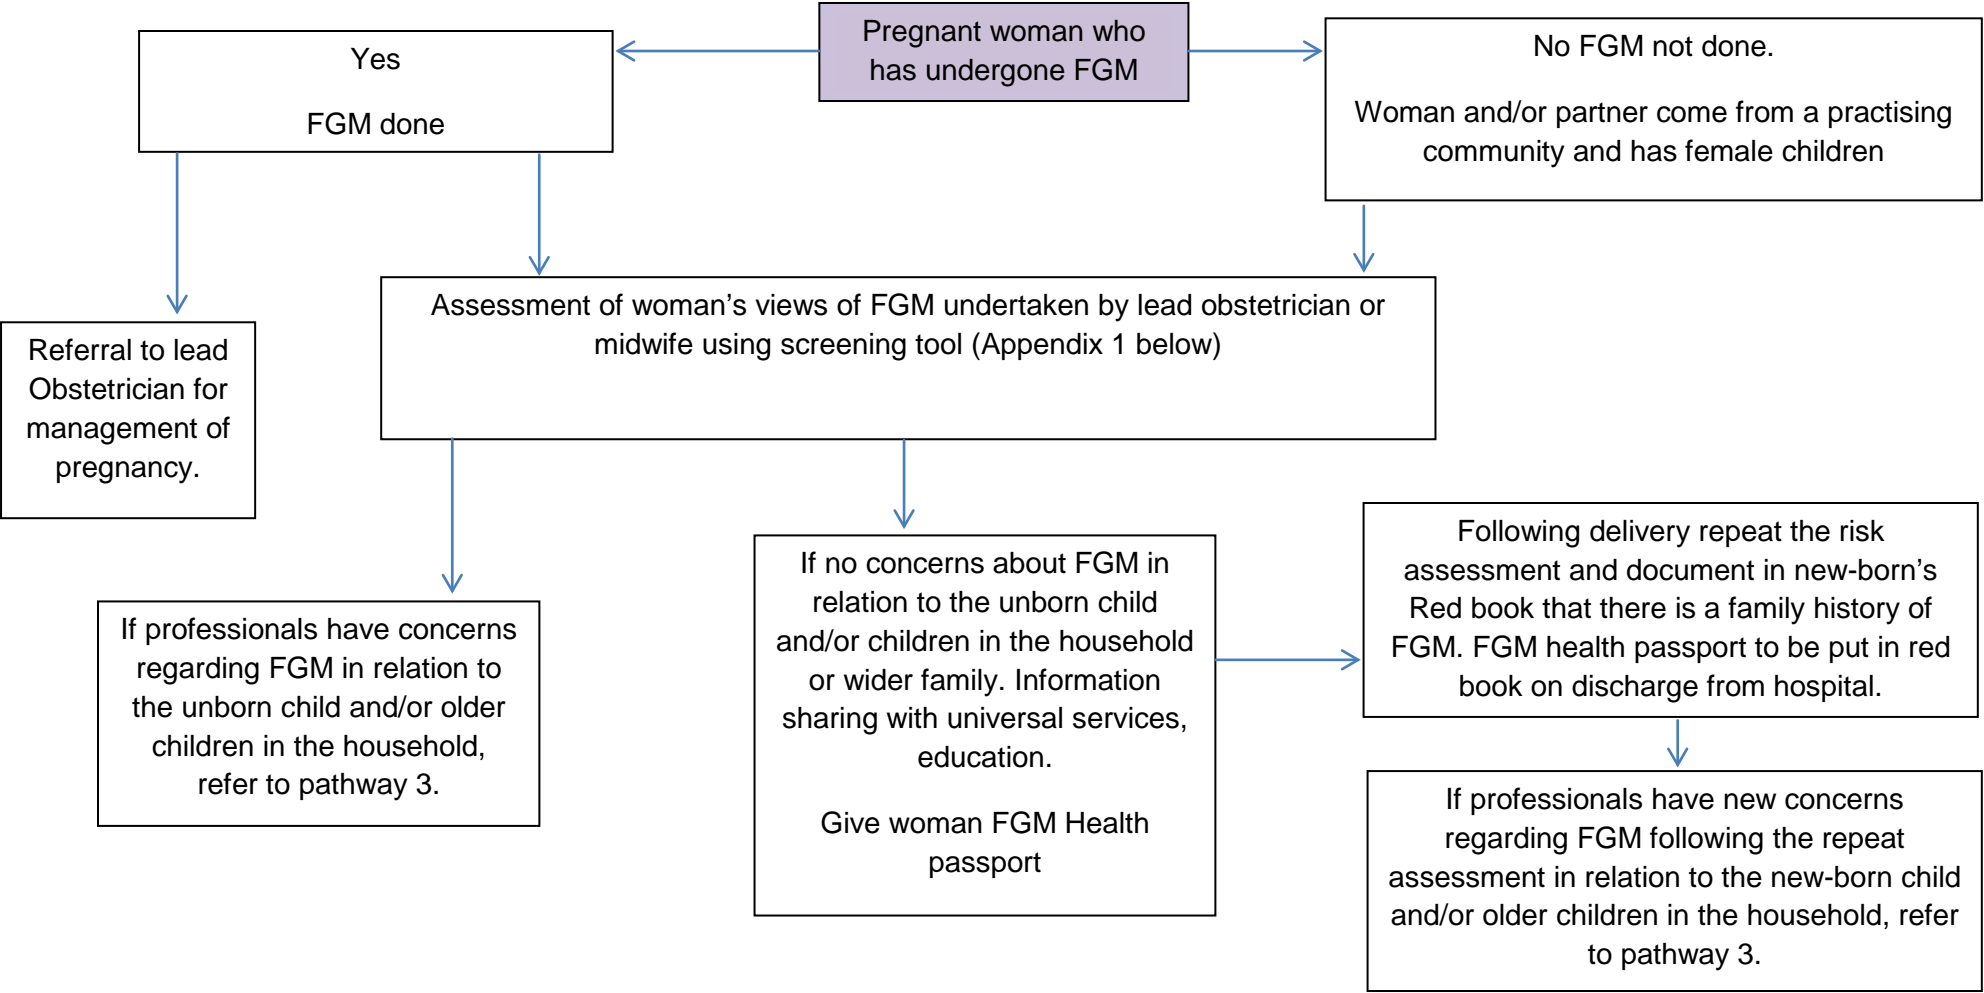 Pregnant woman who
has undergone FGM
Yes
FGM done
No FGM not done.
Woman and/or partner come from a practising
community and has female children
Referral to lead
Obstetrician for
management of
pregnancy.
Assessment of woman’s views of FGM undertaken by lead obstetrician or
midwife using screening tool (Appendix 1 below)
If professionals have concerns
regarding FGM in relation to
the unborn child and/or older
children in the household,
refer to pathway 3.
If no concerns about FGM in
relation to the unborn child
and/or children in the household
or wider family. Information
sharing with universal services,
education.
Give woman FGM Health
passport
Following delivery repeat the risk
assessment and document in new-born’s
Red book that there is a family history of
FGM. FGM health passport to be put in red
book on discharge from hospital.
If professionals have new concerns
regarding FGM following the repeat
assessment in relation to the new-born child
and/or older children in the household, refer
to pathway 3.